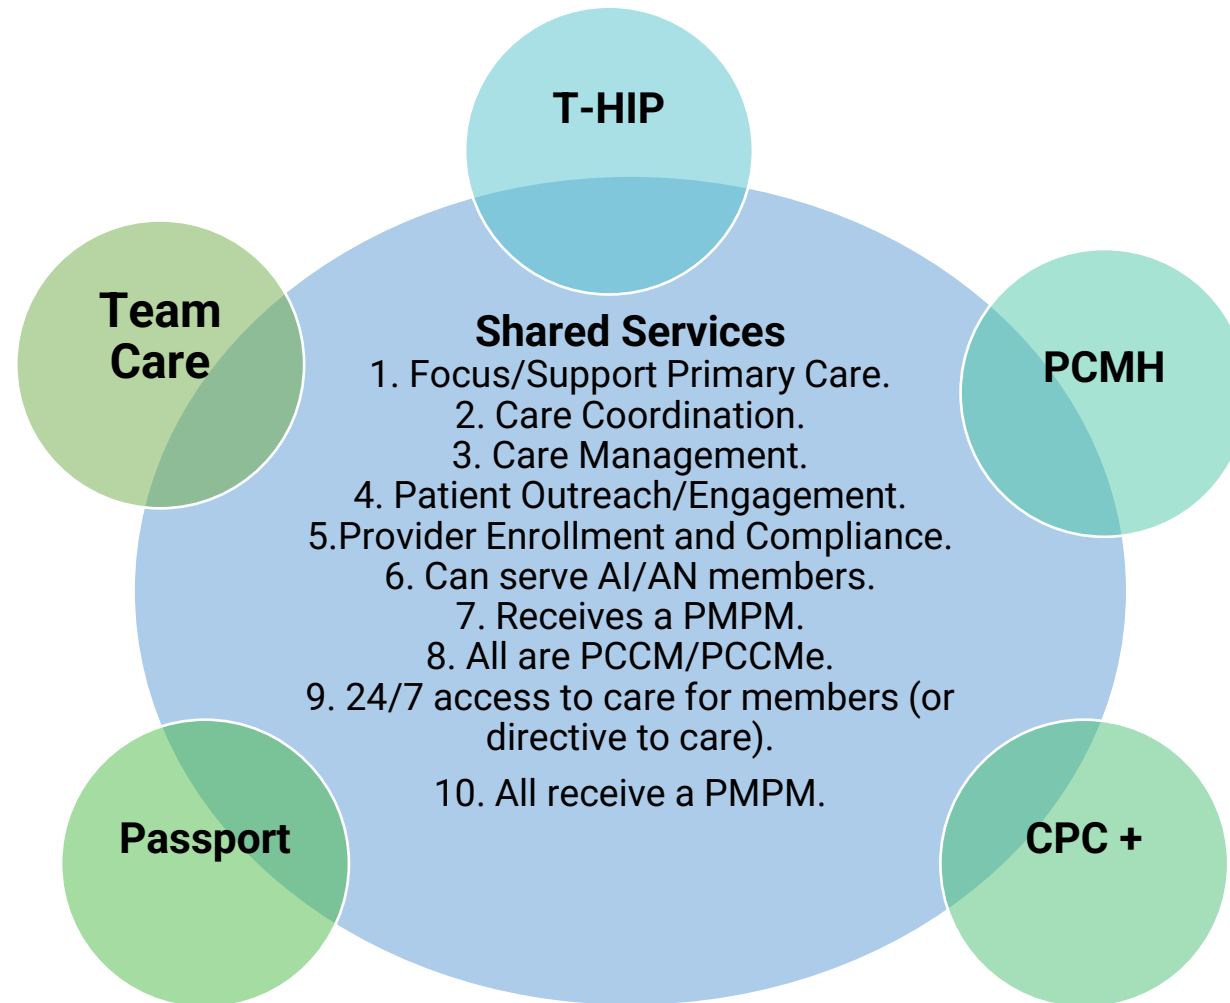 T-HIP
Team
Care
PCMH
Shared Services
1. Focus/Support Primary Care.
2. Care Coordination.
3. Care Management.
4. Patient Outreach/Engagement.
5.Provider Enrollment and Compliance.
6. Can serve AI/AN members.
7. Receives a PMPM.
8. All are PCCM/PCCMe.
9. 24/7 access to care for members (or
directive to care).
10. All receive a PMPM.
Passport
CPC +